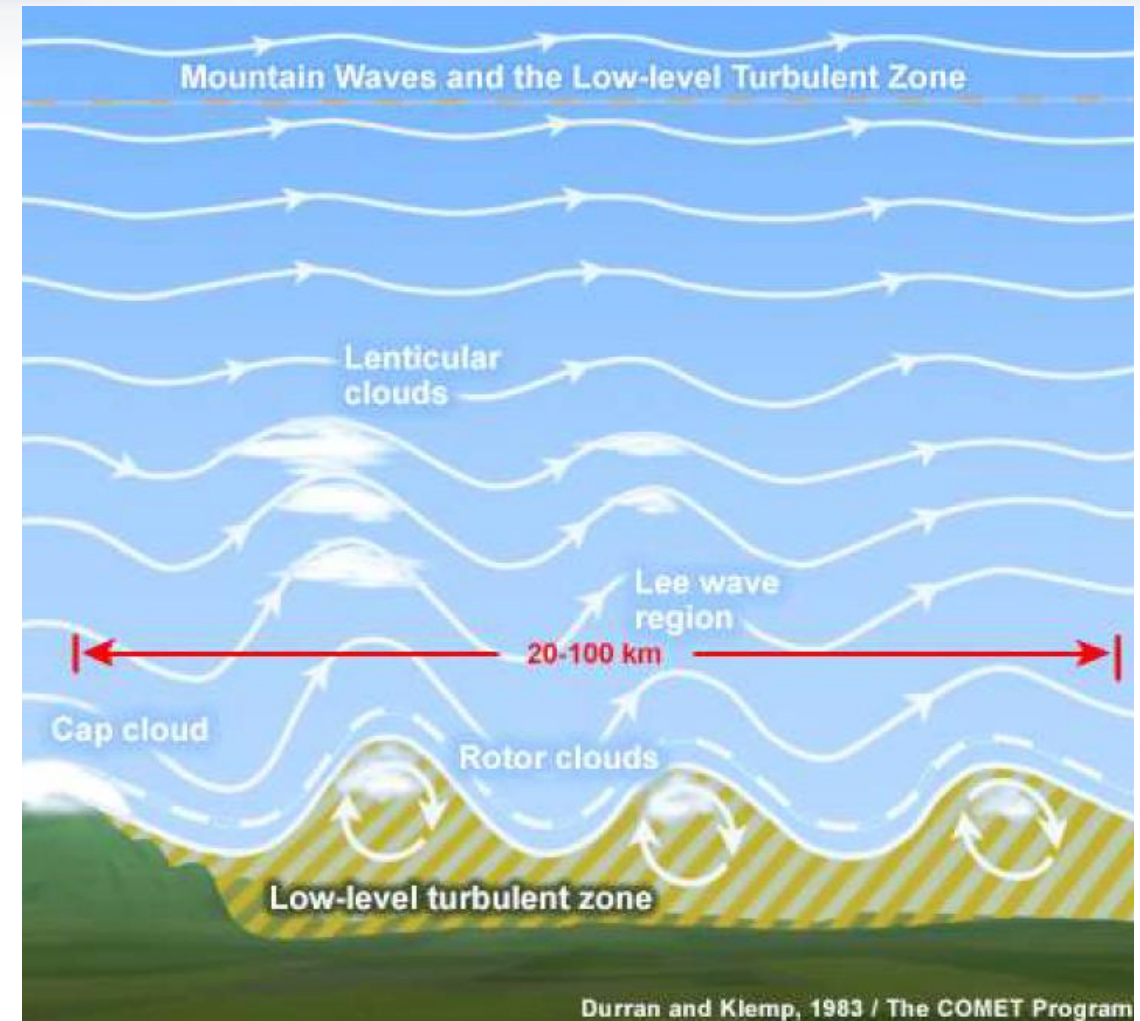 Mountain Waves and the Low-level Turbulent Zone
Lenticular
clouds
Lee wave
region
20-100 km
Cap cloud
Rotor clouds
Low-level turbulent zone
Durran and Klemp, 1983 / The COMET Program